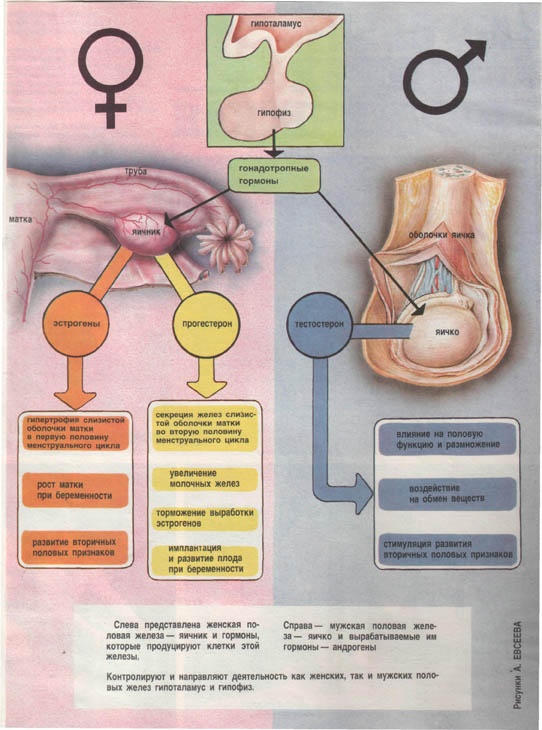 гипоталамус
гипофиз
гонадотропные
гормоны
труба
матка
яичник
оболочки яичка
яичко
эстрогены
прогестерон
тестостерон
гипертрофия слизистой
оболочки матки
в первую половину
менструального цикла
рост матки
при беременности
развитие вторичных
половых признаков
секреция желез слизис-
той оболочки матки
во вторую половину
менструального цикла
увеличение
молочных желез
торможение выработки
эстрогенов
имплантация
и развитие плода
при беременности
влияние на половую
функцию и размножение
воздействие
на обмен веществ
стимуляция развития
вторичных половых признаков
Слева представлена женская по-
ловая железа — яичник и гормоны,
которые продуцируют клетки этой
железы.
Справа — мужская половая желе-
за — яичко и вырабатываемые им
гормоны — андрогены
Контролируют и направляют деятельность как женских, так и мужских поло-
вых желез гипоталамус и гипофиз.
Рисунки А. ЕВСЕЕВА